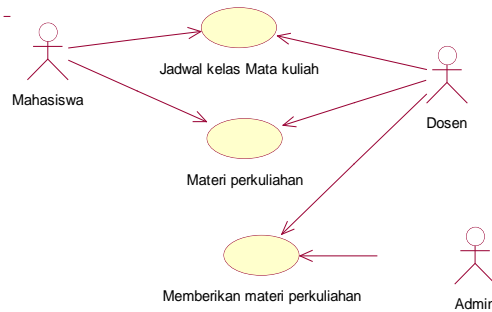 Jadwal kelas Mata kuliah
Mahasiswa
Dosen
Materi perkuliahan
Memberikan materi perkuliahan
Admin